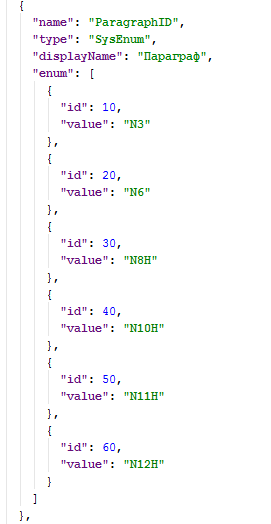 {
"name": "ParagraphID",
"type": "SysEnum",
"displayName": "Параграф",
"enum": [
{
"id": 10,
"value": "N3"
},
{
"id": 20,
"value": "N6"
},
{
"id": 30,
"value": "N8H"
},
{
"id": 40,
"value": "N10H"
},
{
"id": 50,
"value": "N11H"
},
{
"id": 60,
"value": "N12H"
}
]
},